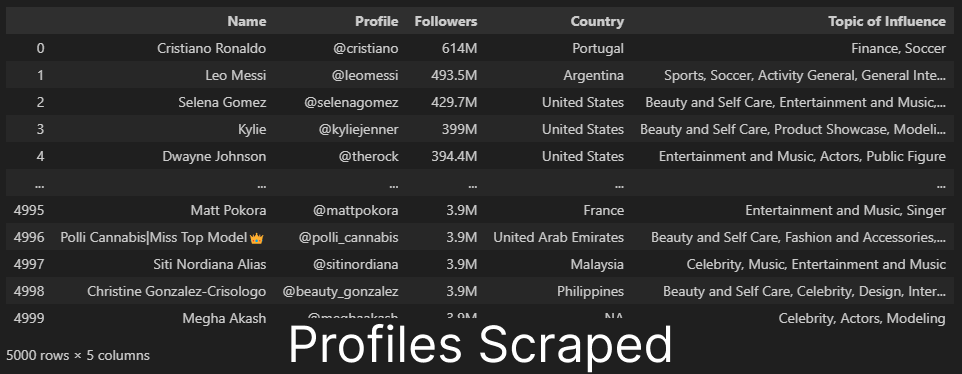 Name Profile Followers Country Topic of Influence
0 Cristiano Ronaldo @cristiano 614M Portugal Finance, Soccer
1 Leo Messi @leomessi 493.5M Argentina Sports, Soccer, Activity General, General Inte...
2 Selena Gomez @selenagomez 429.7M United States Beauty and Self Care, Entertainment and Music,...
3 Kylie @kyliejenner 399M United States Beauty and Self Care, Product Showcase, Modeli...
4 Dwayne Johnson @therock 394.4M United States Entertainment and Music, Actors, Public Figure
... ... ... ... ... ...
4995 Matt Pokora @mattpokora 3.9M France Entertainment and Music, Singer
4996 Polli Cannabis|Miss Top Model👑 @polli_cannabis 3.9M United Arab Emirates Beauty and Self Care, Fashion and Accessories,...
4997 Siti Nordiana Alias @sitinordiana 3.9M Malaysia Celebrity, Music, Entertainment and Music
4998 Christine Gonzalez-Crisologo @beauty_gonzalez 3.9M Philippines Beauty and Self Care, Celebrity, Design, Inter...
4999 Megha Akash @meghaakash 3.9M NA Celebrity, Actors, Modeling
5000 rows × 5 columns
Profiles Scraped